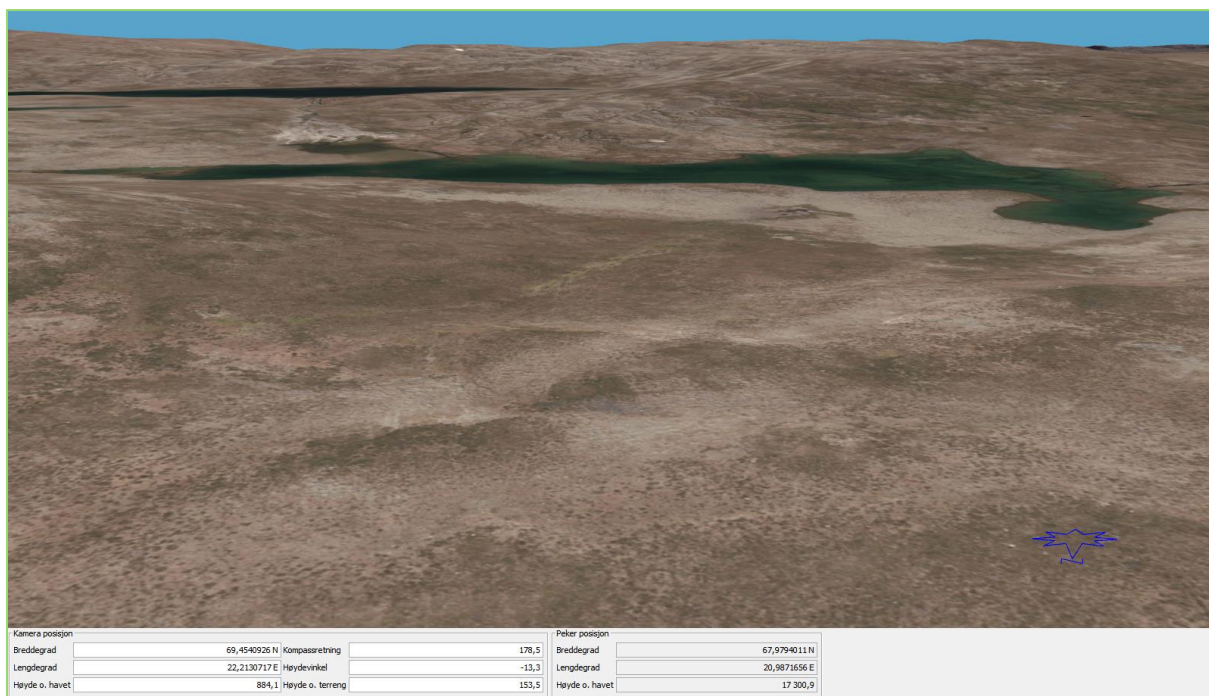 Kamera posisjon
Breddegrad 69,4540926 N Kompassretning 178,5
Lengdegrad 22,2130717 E Høydevinkel -13,3
Høyde o. havet 884,1 Høyde o. terreng 153,5
Peker posisjon
Breddegrad 67,9794011 N
Lengdegrad 20,9871656 E
Høyde o. havet 17 300,9